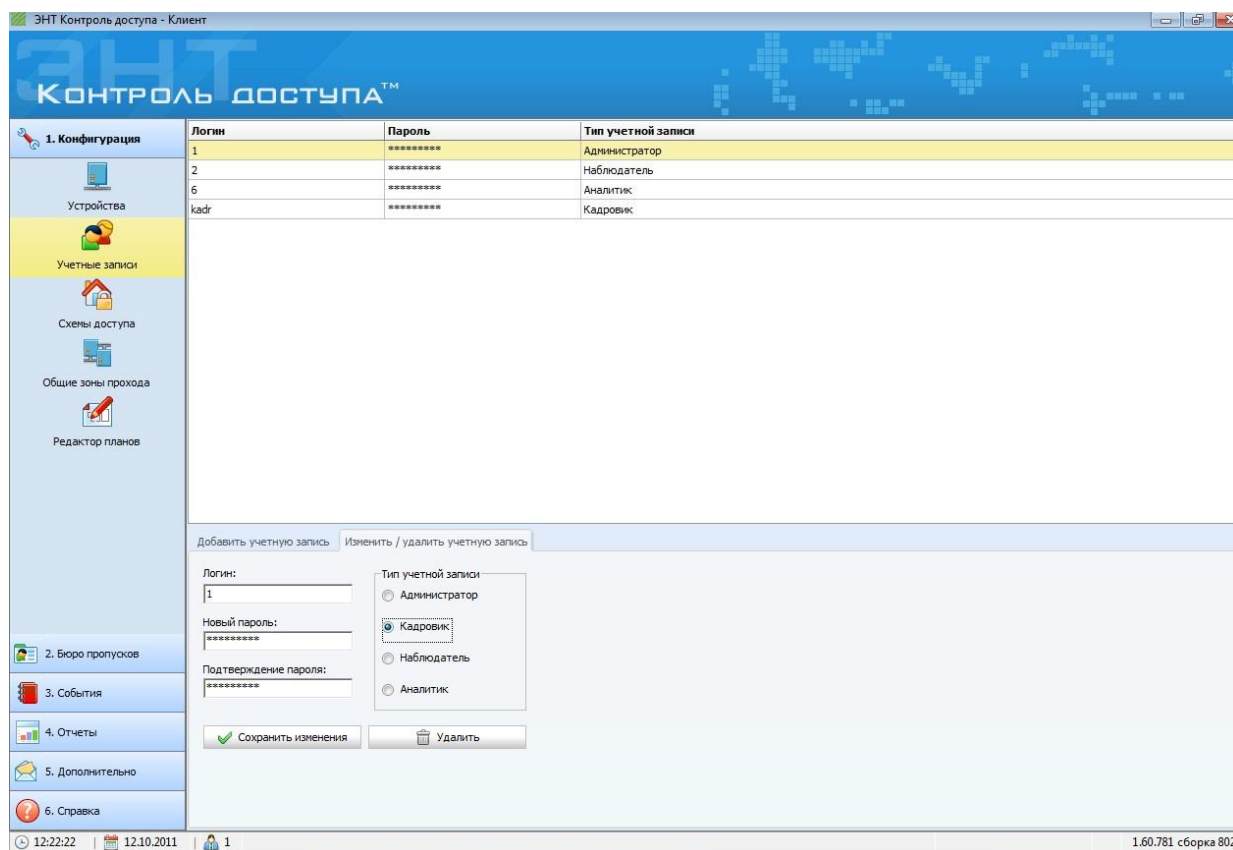 ЭНТ Контроль доступа - Клиент
ЭНТ
Контроль доступа™
1. Конфигурация
Устройства
Учетные записи
Схемы доступа
Общие зоны прохода
Редактор планов
2. Бюро пропусков
3. События
4. Отчеты
5. Дополнительно
6. Справка
Логин Пароль Тип учетной записи
1 ********* Администратор
2 ********* Наблюдатель
6 ********* Аналитик
kadr ********* Кадровик
Добавить учетную запись Изменить / удалить учетную запись
Логин:
1
Новый пароль:
*********
Подтверждение пароля:
*********
Тип учетной записи
Администратор
Кадровик
Наблюдатель
Аналитик
Сохранить изменения Удалить
12:22:22 12.10.2011 1 1.60.781 сборка 802